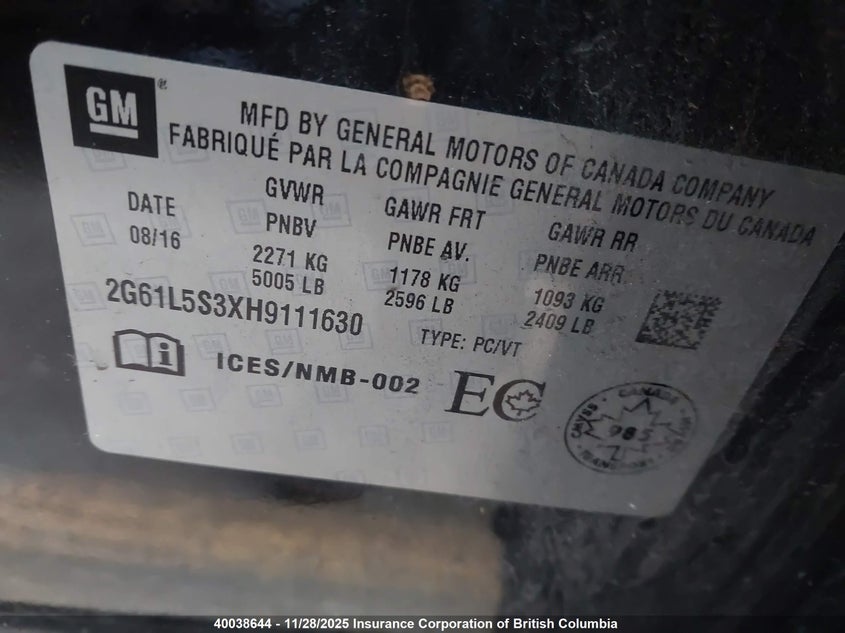 GM
MFD BY GENERAL MOTORS OF CANADA COMPANY
FABRIQUÉ PAR LA COMPAGNIE GENERAL MOTORS DU CANADA
DATE GVWR GAWR FRT GAWR RR
08/16 PNBV PNBE AV. PNBE ARR
2271 KG 1178 KG 1093 KG
5005 LB 2596 LB 2409 LB
2G61L5S3XH9111630
TYPE: PC/VT
ICES/NMB-002 EC
CANADA
985
TRANSPORT
40038644 - 11/28/2025 Insurance Corporation of British Columbia